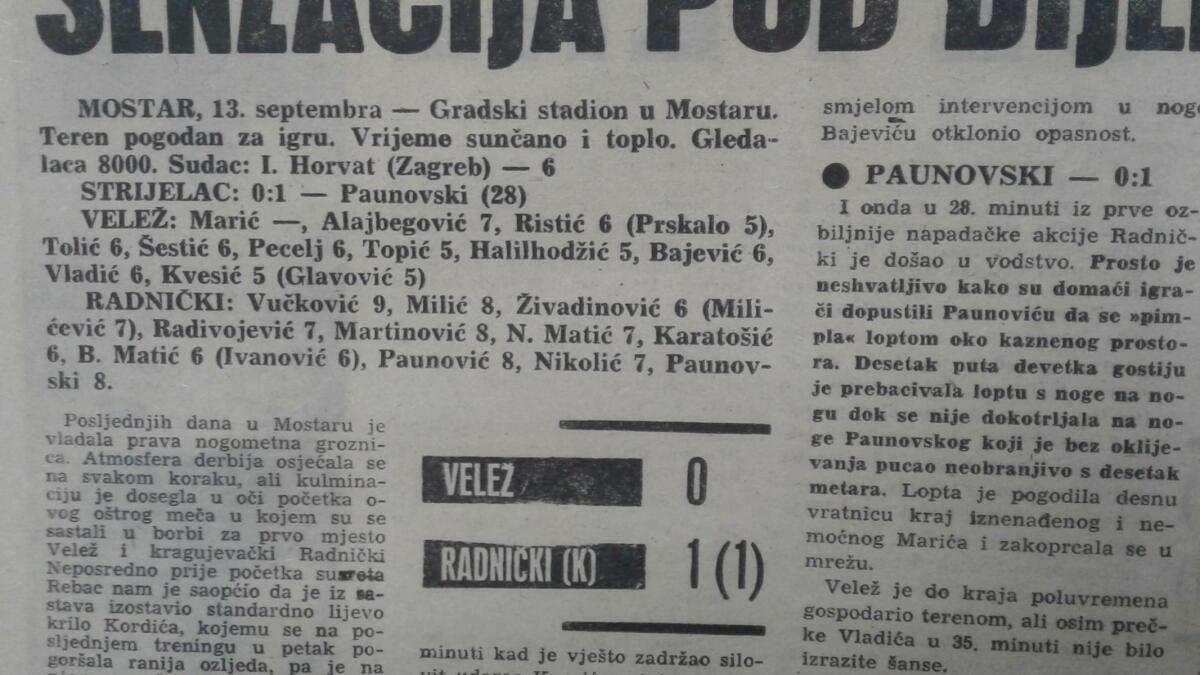 SENZACIJA POD BIJEL
MOSTAR, 13. septembra — Gradski stadion u Mostaru.
Teren pogodan za igru. Vrijeme sunčano i toplo. Gleda-
laca 8000. Sudac: I. Horvat (Zagreb) — 6
STRIJELAC: 0:1 — Paunovski (28)
VELEŽ: Marić —, Alajbegović 7, Ristić 6 (Prskalo 5),
Tolić 6, Šestić 6, Pecelj 6, Topić 5, Halilhodžić 5, Bajević 6,
Vladić 6, Kvesić 5 (Glavović 5)
RADNIČKI: Vučković 9, Milić 8, Živadinović 6 (Mili-
ćević 7), Radivojević 7, Martinović 8, N. Matić 7, Karatošić
6, B. Matić 6 (Ivanović 6), Paunović 8, Nikolić 7, Paunov-
ski 8.
Posljednjih dana u Mostaru je
vladala prava nogometna grozni-
ca. Atmosfera derbija osjećala se
na svakom koraku, ali kulmina-
ciju je dosegla u oči početka o-
vog oštrog meča u kojem su se
sastali u borbi za prvo mjesto
Velež i kragujevački Radnički
Neposredno prije početka susreta
Rebac nam je saopćio da je iz sa-
stava izostavio standardno lijevo
krilo Kordića, kojemu se na po-
sljednjem treningu u petak po-
goršala ranija ozljeda, pa je na
VELEŽ 0
RADNIČKI (K) 1 (1)
minuti kad je vješto zadržao silo-
smjelom intervencijom u nog
Bajeviću otklonio opasnost.
● PAUNOVSKI — 0:1
I onda u 28. minuti iz prve oz-
biljnije napadačke akcije Radnič-
ki je došao u vodstvo. Prosto je
neshvatljivo kako su domaći igra-
či dopustili Paunoviću da se »pim-
pla« loptom oko kaznenog prosto-
ra. Desetak puta devetka gostiju
je prebacivala loptu s noge na no-
gu dok se nije dokotrljala na no-
ge Paunovskog koji je bez oklije-
vanja pucao neobranjivo s desetak
metara. Lopta je pogodila desnu
vratnicu kraj iznenađenog i ne-
moćnog Marića i zakoprcala se u
mrežu.
Velež je do kraja poluvremena
gospodario terenom, ali osim preč-
ke Vladića u 35. minuti nije bilo
izrazite šanse.